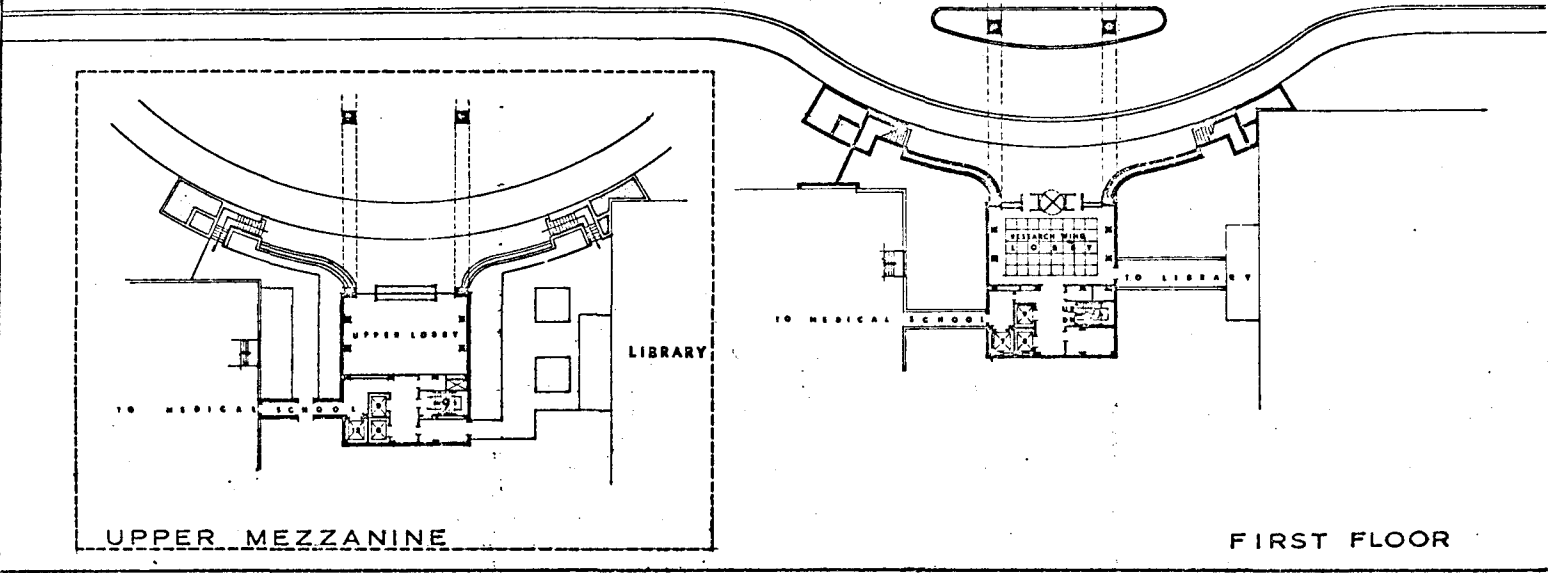 UPPER LOBBY
LIBRARY
TO MEDICAL SCHOOL
UPPER MEZZANINE
RESEARCH WING
LOBBY
TO LIBRARY
TO MEDICAL SCHOOL
FIRST FLOOR